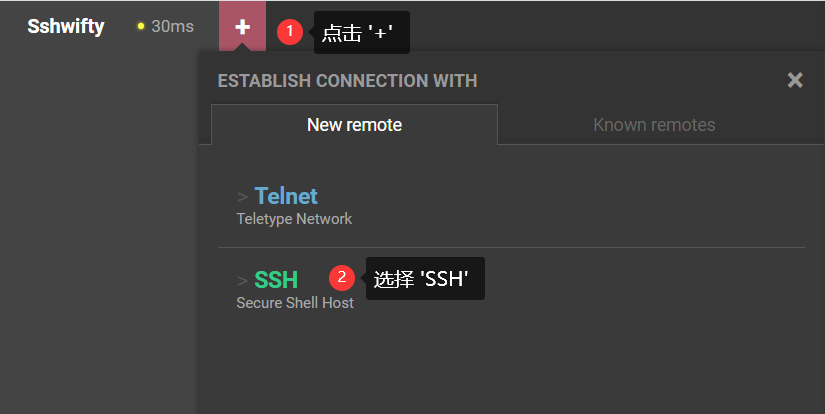 Sshwifty 30ms + 1 点击 '+'
ESTABLISH CONNECTION WITH ×
New remote Known remotes
> Telnet
Teletype Network
> SSH 2 选择 'SSH'
Secure Shell Host